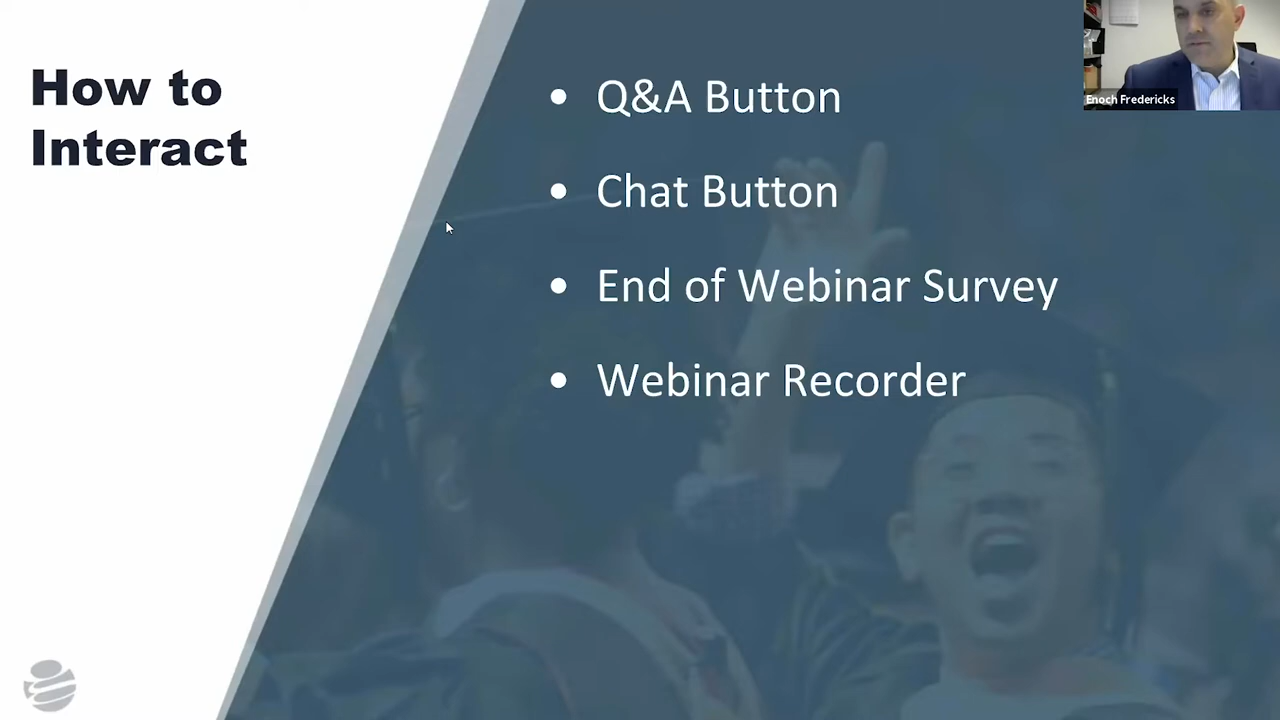 How to
Interact
• Q&A Button
• Chat Button
• End of Webinar Survey
• Webinar Recorder
Enoch Fredericks